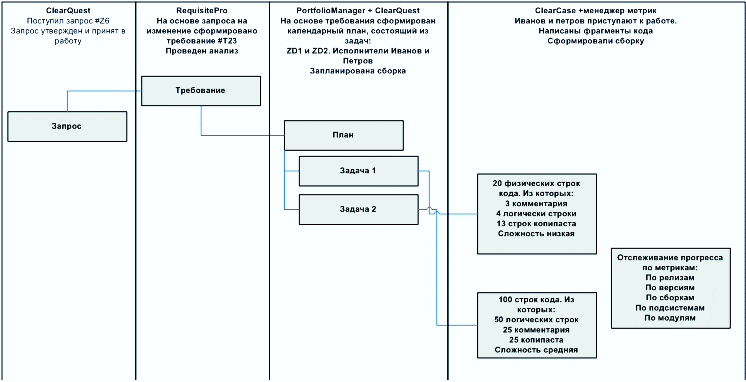 ClearQuest
Поступил запрос #Z6
Запрос утвержден и принят в
работу
Запрос
RequisitePro
На основе запроса на
изменение сформировано
требование #T23
Проведен анализ
Требование
PortfolioManager + ClearQuest
На основе требования сформирован
календарный план, состоящий из
задач:
ZD1 и ZD2. Исполнители Иванов и
Петров
Запланирована сборка
План
Задача 1
Задача 2
ClearCase +менеджер метрик
Иванов и петров приступают к работе.
Написаны фрагменты кода
Сформировали сборку
20 физических строк
кода. Из которых:
3 комментария
4 логически строки
13 строк копипаста
Сложность низкая
100 строк кода. Из
которых:
50 логических строк
25 комментария
25 копипаста
Сложность средняя
Отслеживание прогресса
по метрикам:
По релизам
По версиям
По сборкам
По подсистемам
По модулям